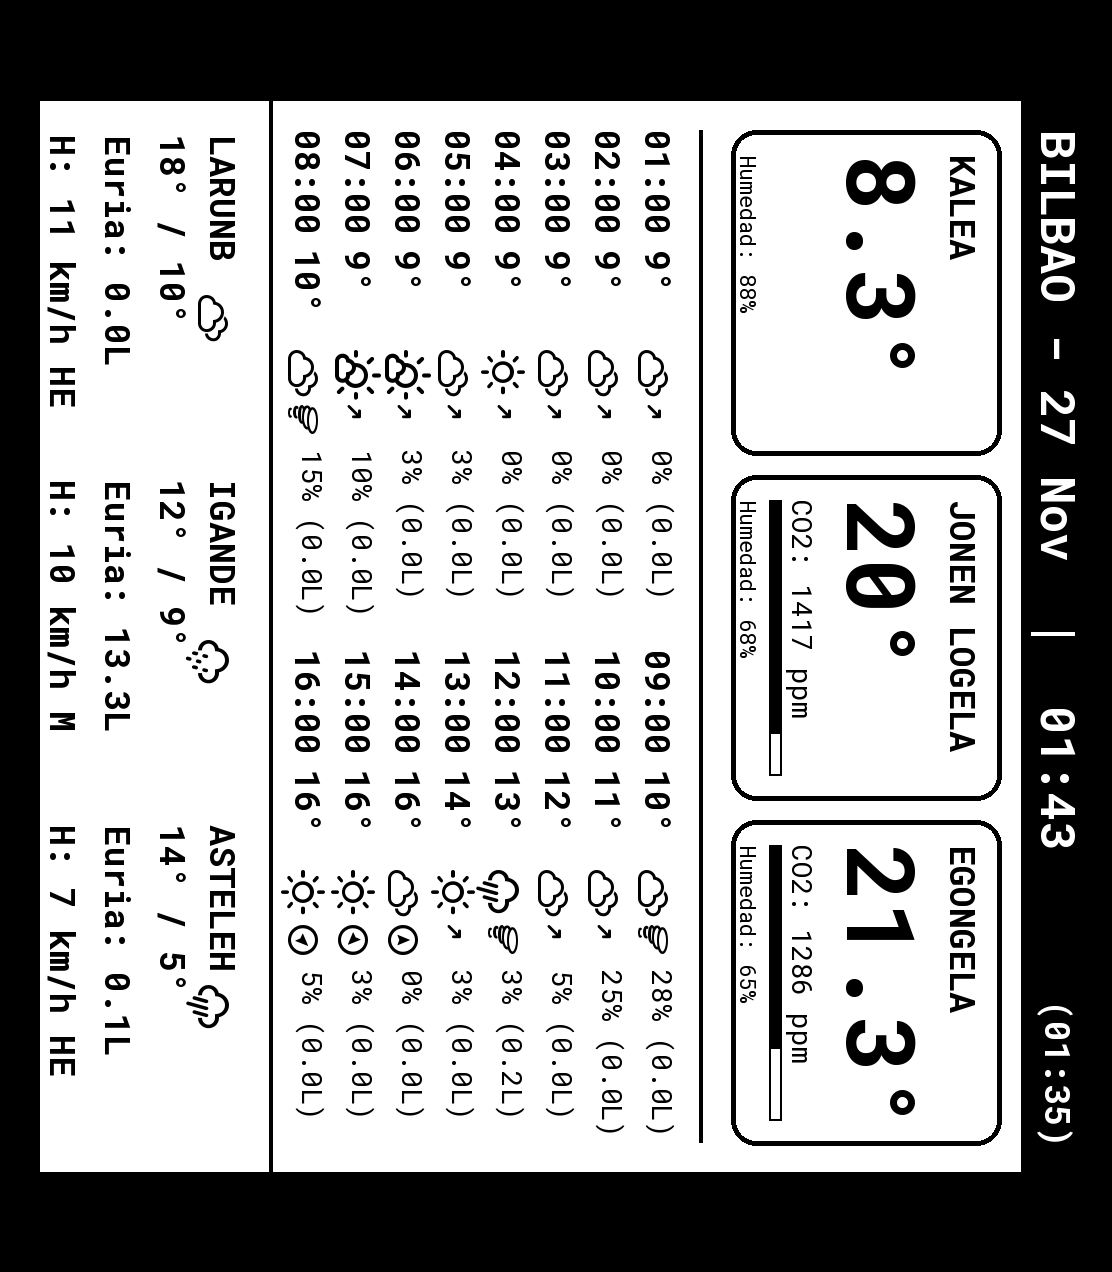 BILBAO - 27 Nov | 01:43 (01:35)
KALEA
8.3°
Humedad: 88%
JONEN LOGELA
20°
CO2: 1417 ppm
Humedad: 68%
EGONGELA
21.3°
CO2: 1286 ppm
Humedad: 65%
01:00 9° 0% (0.0L)
02:00 9° 0% (0.0L)
03:00 9° 0% (0.0L)
04:00 9° 0% (0.0L)
05:00 9° 3% (0.0L)
06:00 9° 3% (0.0L)
07:00 9° 10% (0.0L)
08:00 10° 15% (0.0L)
09:00 10° 28% (0.0L)
10:00 11° 25% (0.0L)
11:00 12° 5% (0.0L)
12:00 13° 3% (0.2L)
13:00 14° 3% (0.0L)
14:00 16° 0% (0.0L)
15:00 16° 3% (0.0L)
16:00 16° 5% (0.0L)
LARUNB
18° / 10°
Euria: 0.0L
H: 11 km/h HE
IGANDE
12° / 9°
Euria: 13.3L
H: 10 km/h M
ASTELEH
14° / 5°
Euria: 0.1L
H: 7 km/h HE